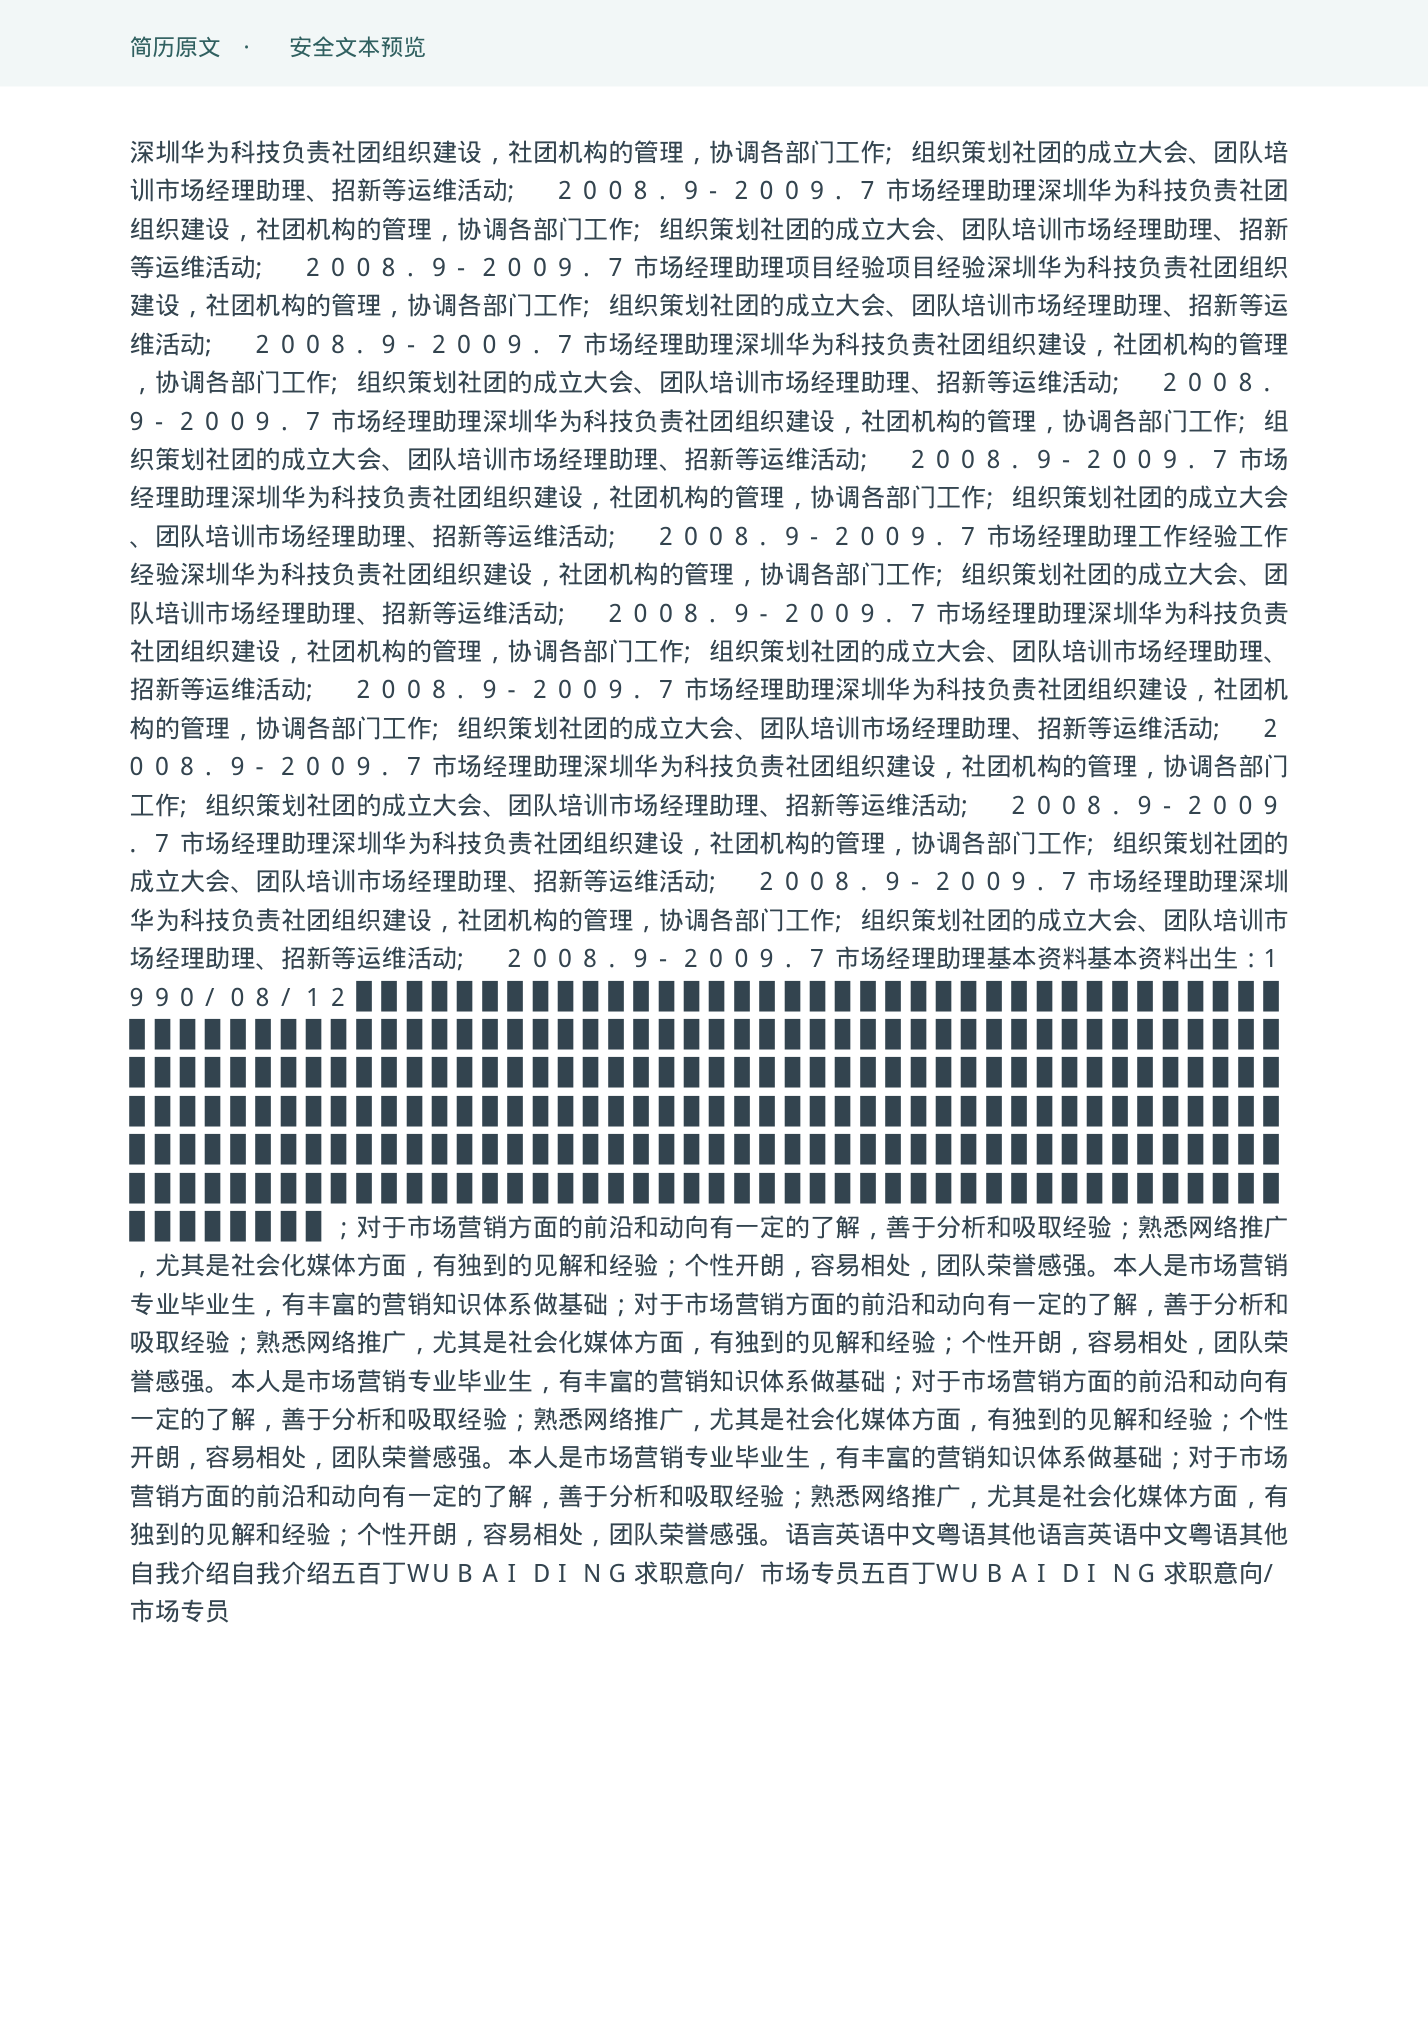 简历原文 · 安全文本预览
深圳华为科技负责社团组织建设，社团机构的管理，协调各部门工作; 组织策划社团的成立大会、团队培
训市场经理助理、招新等运维活动; 2008.9-2009.7市场经理助理深圳华为科技负责社团
组织建设，社团机构的管理，协调各部门工作; 组织策划社团的成立大会、团队培训市场经理助理、招新
等运维活动; 2008.9-2009.7市场经理助理项目经验项目经验深圳华为科技负责社团组织
建设，社团机构的管理，协调各部门工作; 组织策划社团的成立大会、团队培训市场经理助理、招新等运
维活动; 2008.9-2009.7市场经理助理深圳华为科技负责社团组织建设，社团机构的管理
，协调各部门工作; 组织策划社团的成立大会、团队培训市场经理助理、招新等运维活动; 2008.
9-2009.7市场经理助理深圳华为科技负责社团组织建设，社团机构的管理，协调各部门工作; 组
织策划社团的成立大会、团队培训市场经理助理、招新等运维活动; 2008.9-2009.7市场
经理助理深圳华为科技负责社团组织建设，社团机构的管理，协调各部门工作; 组织策划社团的成立大会
、团队培训市场经理助理、招新等运维活动; 2008.9-2009.7市场经理助理工作经验工作
经验深圳华为科技负责社团组织建设，社团机构的管理，协调各部门工作; 组织策划社团的成立大会、团
队培训市场经理助理、招新等运维活动; 2008.9-2009.7市场经理助理深圳华为科技负责
社团组织建设，社团机构的管理，协调各部门工作; 组织策划社团的成立大会、团队培训市场经理助理、
招新等运维活动; 2008.9-2009.7市场经理助理深圳华为科技负责社团组织建设，社团机
构的管理，协调各部门工作; 组织策划社团的成立大会、团队培训市场经理助理、招新等运维活动; 2
008.9-2009.7市场经理助理深圳华为科技负责社团组织建设，社团机构的管理，协调各部门
工作; 组织策划社团的成立大会、团队培训市场经理助理、招新等运维活动; 2008.9-2009
.7市场经理助理深圳华为科技负责社团组织建设，社团机构的管理，协调各部门工作; 组织策划社团的
成立大会、团队培训市场经理助理、招新等运维活动; 2008.9-2009.7市场经理助理深圳
华为科技负责社团组织建设，社团机构的管理，协调各部门工作; 组织策划社团的成立大会、团队培训市
场经理助理、招新等运维活动; 2008.9-2009.7市场经理助理基本资料基本资料出生：1
990/08/12
；对于市场营销方面的前沿和动向有一定的了解，善于分析和吸取经验；熟悉网络推广
，尤其是社会化媒体方面，有独到的见解和经验；个性开朗，容易相处，团队荣誉感强。本人是市场营销
专业毕业生，有丰富的营销知识体系做基础；对于市场营销方面的前沿和动向有一定的了解，善于分析和
吸取经验；熟悉网络推广，尤其是社会化媒体方面，有独到的见解和经验；个性开朗，容易相处，团队荣
誉感强。本人是市场营销专业毕业生，有丰富的营销知识体系做基础；对于市场营销方面的前沿和动向有
一定的了解，善于分析和吸取经验；熟悉网络推广，尤其是社会化媒体方面，有独到的见解和经验；个性
开朗，容易相处，团队荣誉感强。本人是市场营销专业毕业生，有丰富的营销知识体系做基础；对于市场
营销方面的前沿和动向有一定的了解，善于分析和吸取经验；熟悉网络推广，尤其是社会化媒体方面，有
独到的见解和经验；个性开朗，容易相处，团队荣誉感强。语言英语中文粤语其他语言英语中文粤语其他
自我介绍自我介绍五百丁WUBAI DING求职意向/ 市场专员五百丁WUBAI DING求职意向/
市场专员